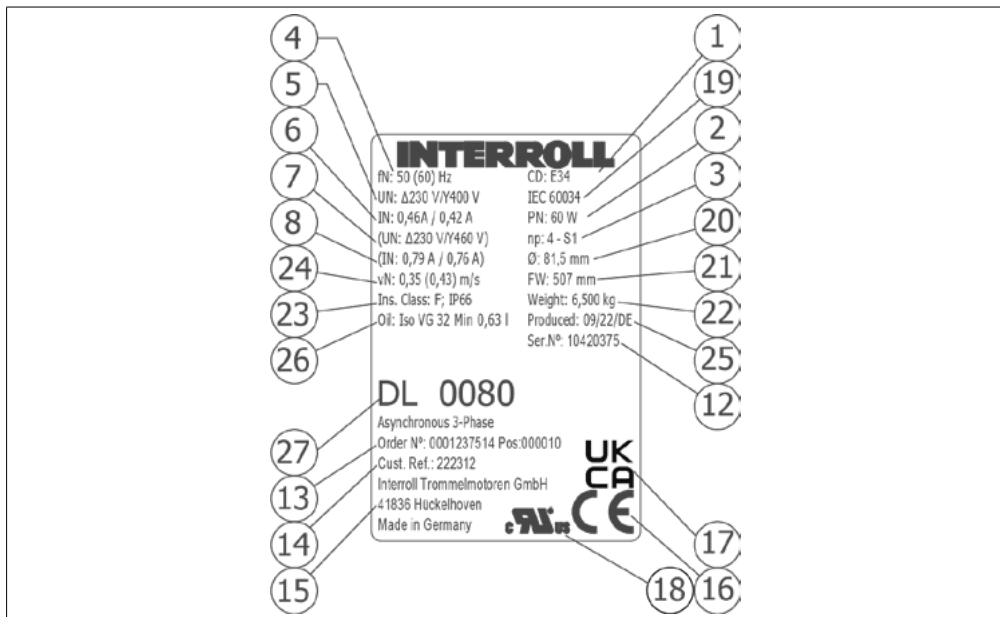 4
5
6
7
8
24
23
26
27
13
14
15
1
19
2
3
20
21
22
25
12
17
16
18
INTERROLL
fN: 50 (60) Hz
UN: Δ230 V/Y400 V
IN: 0,46A / 0,42 A
(UN: Δ230 V/Y460 V)
(IN: 0,79 A / 0,76 A)
vN: 0,35 (0,43) m/s
Ins. Class: F; IP66
Oil: Iso VG 32 Min 0,63 l
CD: E34
IEC 60034
PN: 60 W
np: 4 - S1
Ø: 81,5 mm
FW: 507 mm
Weight: 6,500 kg
Produced: 09/22/DE
Ser.Nº: 10420375
DL 0080
Asynchronous 3-Phase
Order Nº: 0001237514 Pos:000010
Cust. Ref.: 222312
Interroll Trommelmotoren GmbH
41836 Hückelhoven
Made in Germany
UK
CA
c RU us
CE